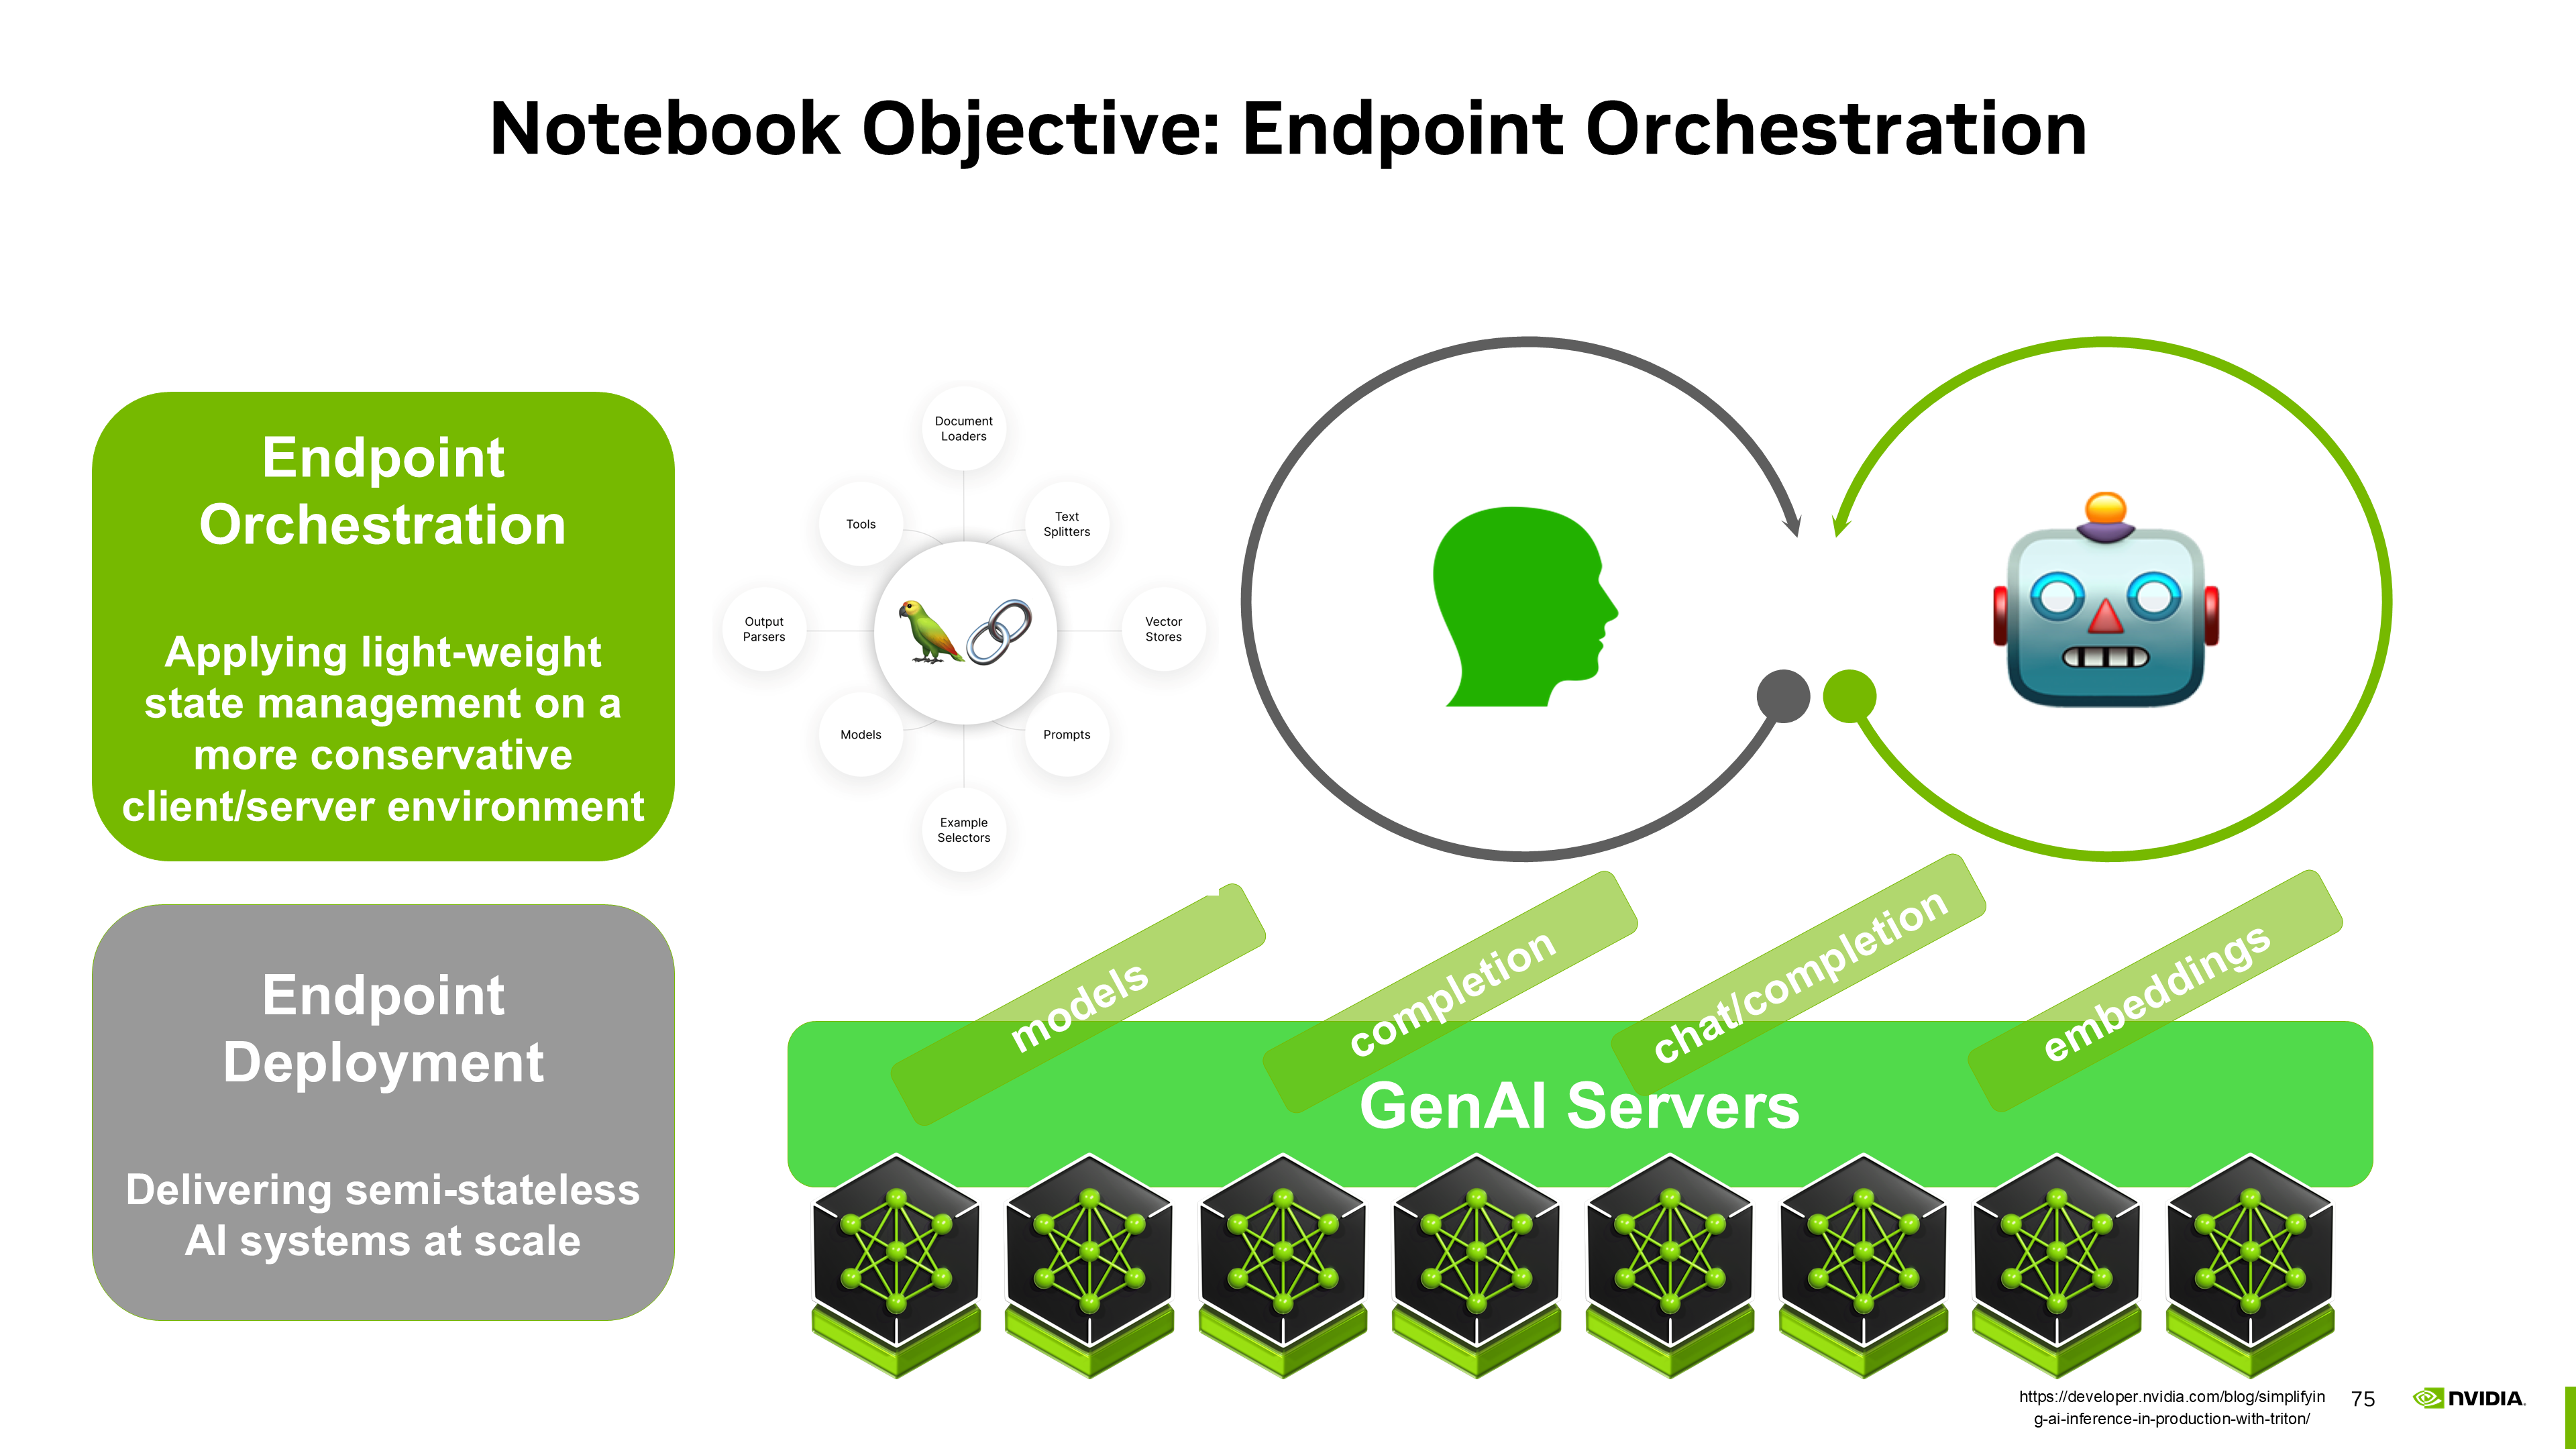 Notebook Objective: Endpoint Orchestration
Endpoint
Orchestration
Applying light-weight
state management on a
more conservative
client/server environment
Endpoint
Deployment
Delivering semi-stateless
AI systems at scale
Document
Loaders
Tools
Text
Splitters
Output
Parsers
Vector
Stores
Models
Prompts
Example
Selectors
models
completion
chat/completion
embeddings
GenAI Servers
https://developer.nvidia.com/blog/simplifyin
g-ai-inference-in-production-with-triton/
75
NVIDIA.